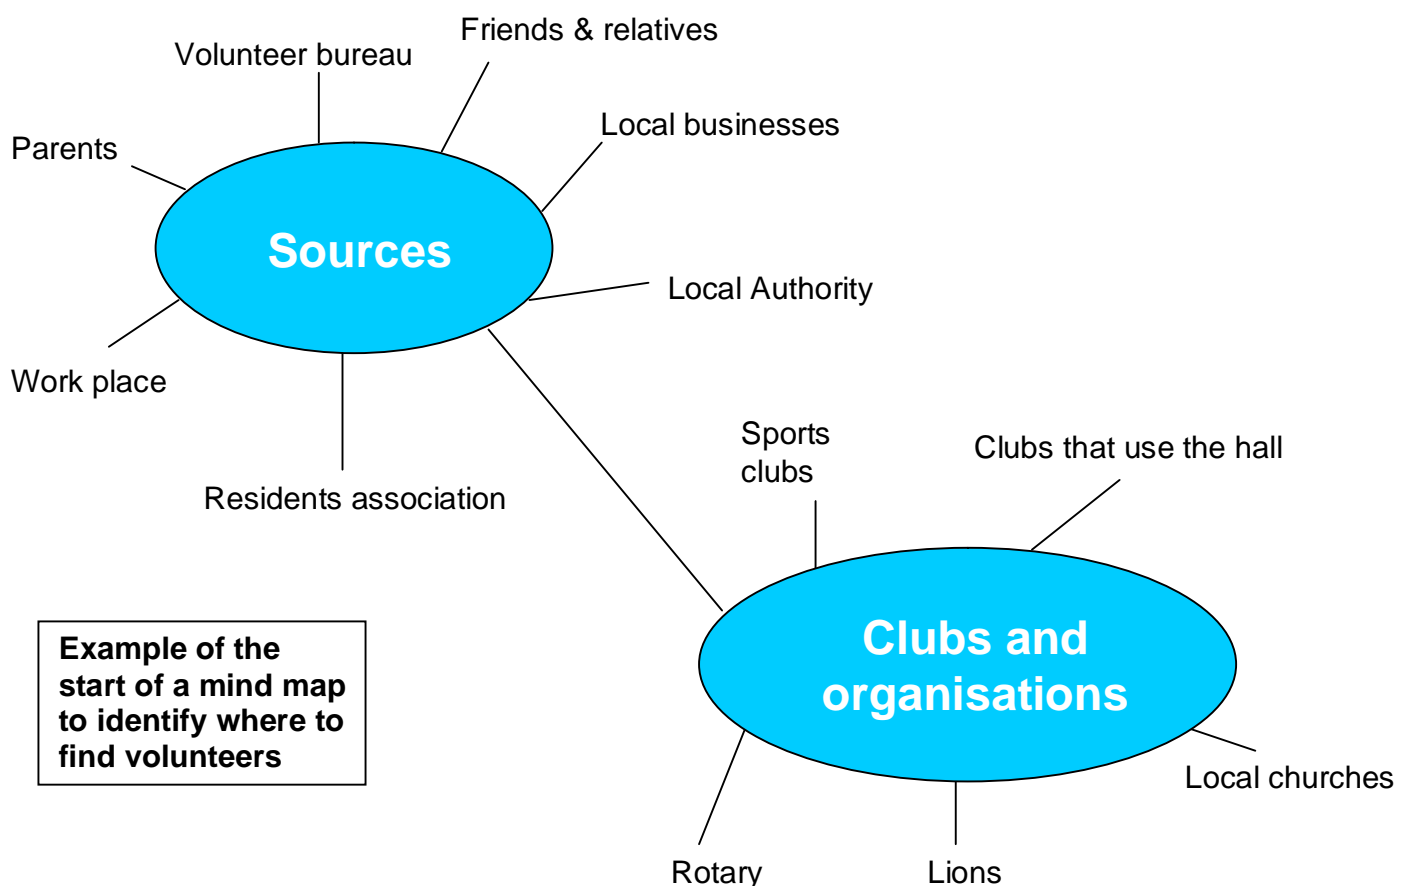 Friends & relatives
Volunteer bureau
Local businesses
Parents
Sources
Local Authority
Work place
Residents association
Sports
clubs
Clubs that use the hall
Clubs and
organisations
Local churches
Rotary
Lions
Example of the
start of a mind map
to identify where to
find volunteers